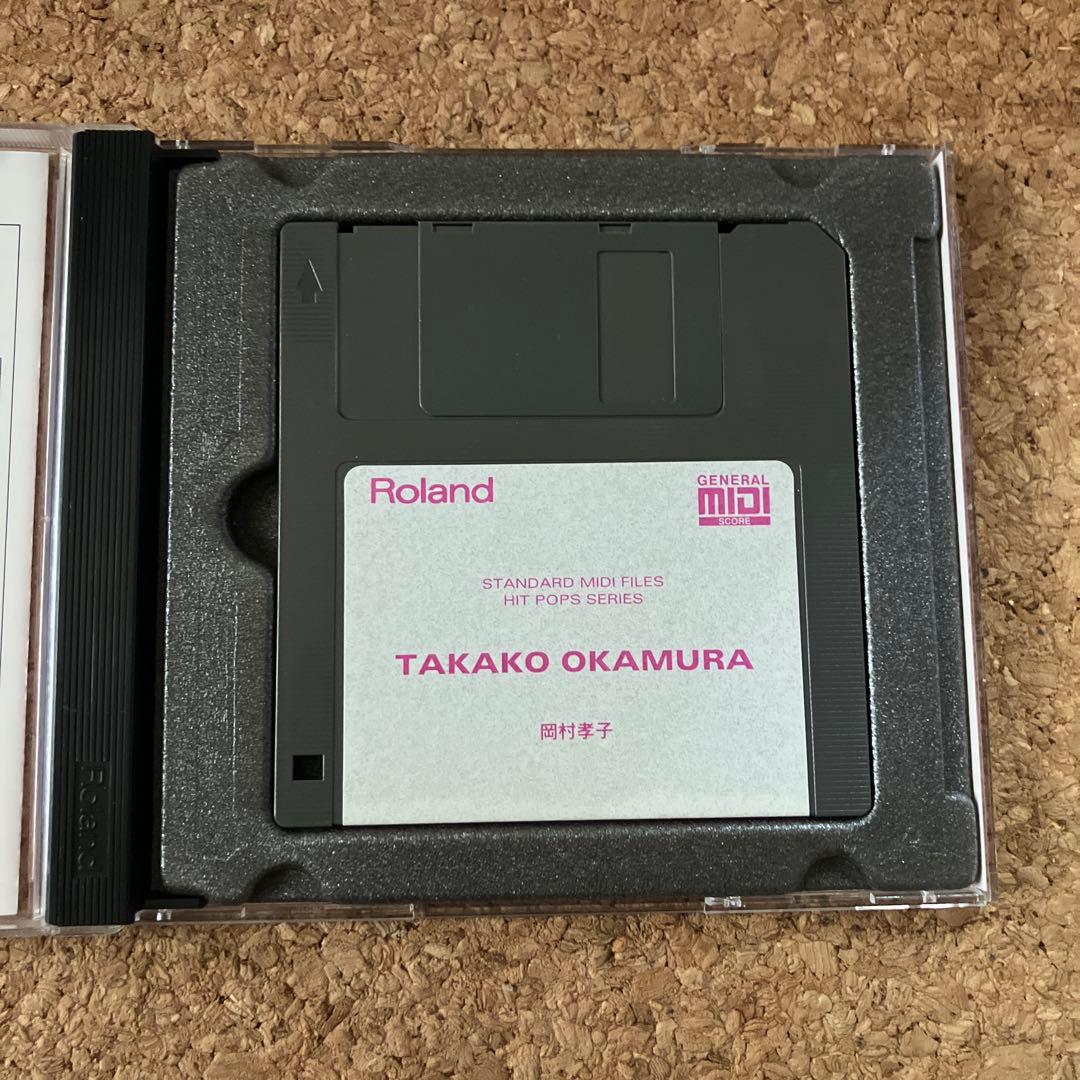 Roland
GENERAL
MIDI
SCORE
STANDARD MIDI FILES
HIT POPS SERIES
TAKAKO OKAMURA
岡村孝子
Roland